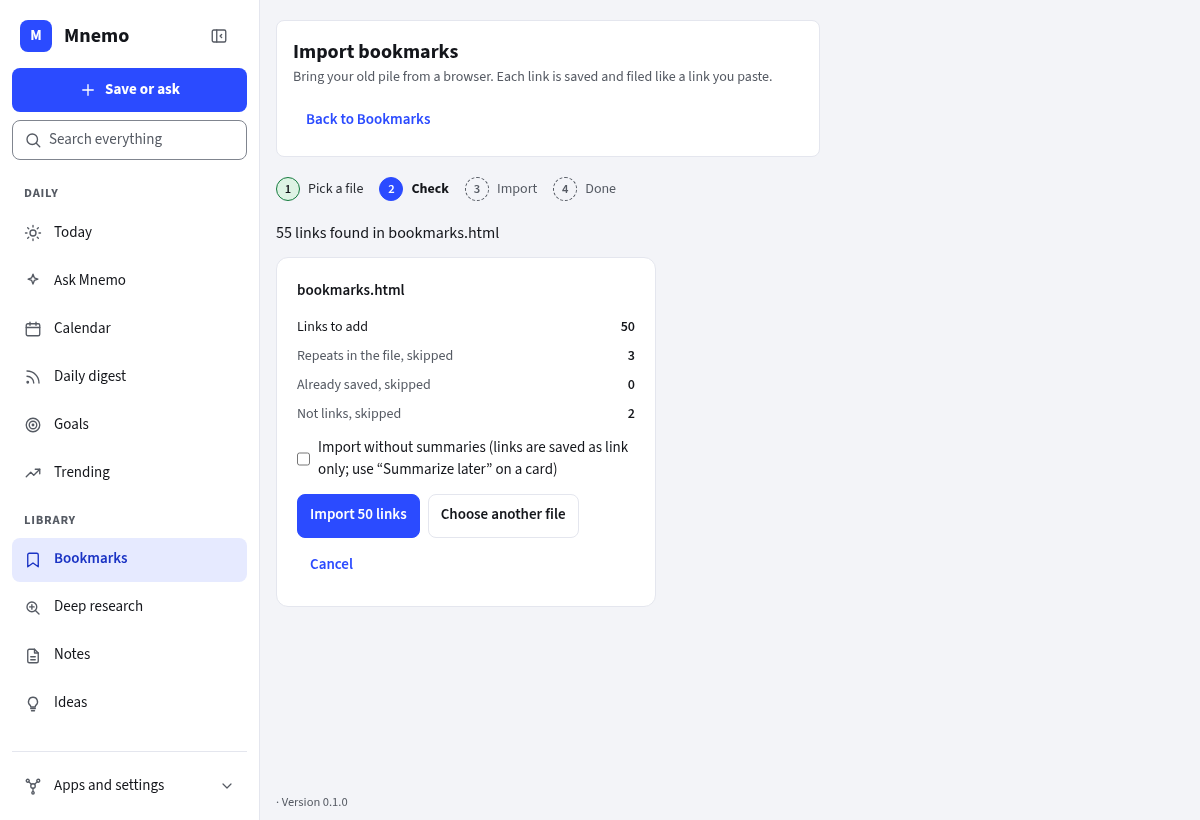 M Mnemo
Save or ask
Search everything
DAILY
Today
Ask Mnemo
Calendar
Daily digest
Goals
Trending
LIBRARY
Bookmarks
Deep research
Notes
Ideas
Apps and settings
Import bookmarks
Bring your old pile from a browser. Each link is saved and filed like a link you paste.
Back to Bookmarks
1 Pick a file 2 Check 3 Import 4 Done
55 links found in bookmarks.html
bookmarks.html
Links to add 50
Repeats in the file, skipped 3
Already saved, skipped 0
Not links, skipped 2
Import without summaries (links are saved as link
only; use “Summarize later” on a card)
Import 50 links Choose another file
Cancel
· Version 0.1.0